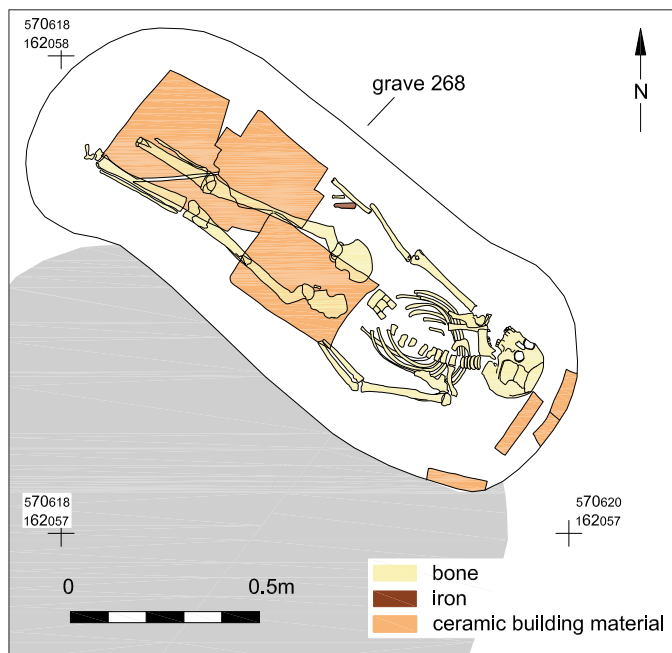 570618
162058
grave 268
N
570618
162057
570620
162057
0
0.5m
bone
iron
ceramic building material